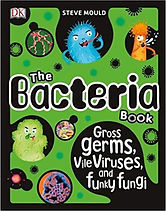 DK
STEVE MOULD
The
Bacteria
Book
Gross
germs,
Vile Viruses,
and
funky fungi